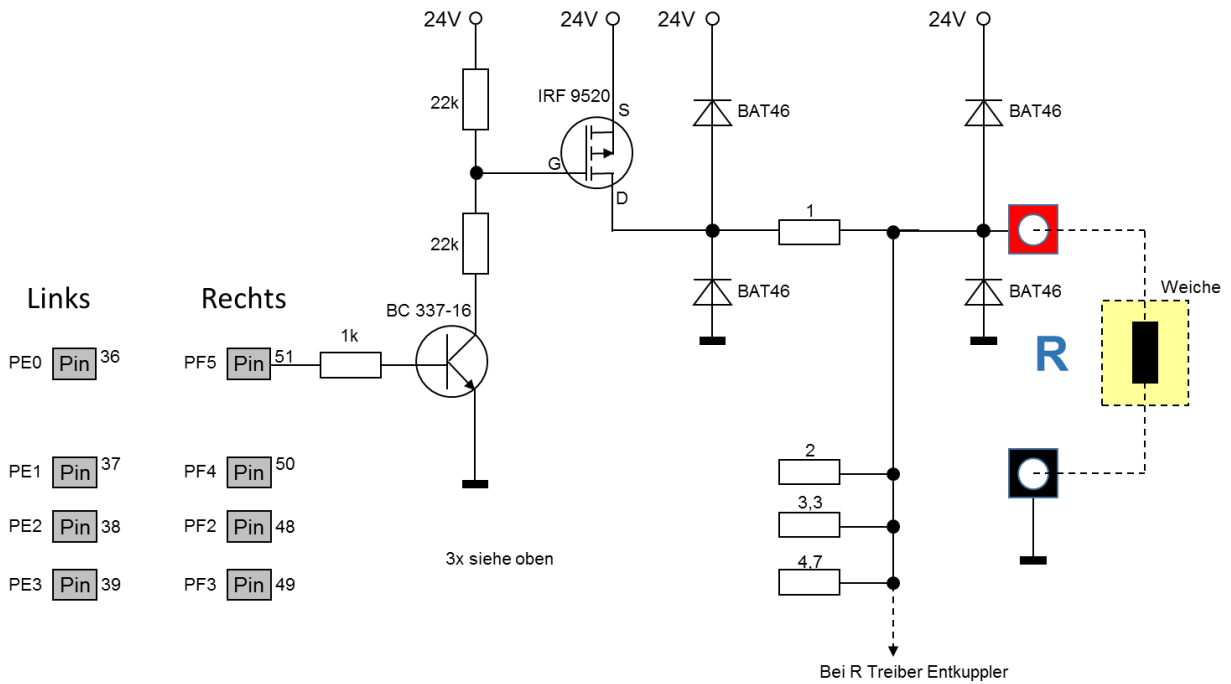 24V
24V
24V
24V
22k
IRF 9520
S
G
D
BAT46
BAT46
1
22k
BAT46
BAT46
Weiche
Links
Rechts
BC 337-16
1k
R
PE0 Pin 36
PF5 Pin 51
PE1 Pin 37
PF4 Pin 50
2
PE2 Pin 38
PF2 Pin 48
3,3
3x siehe oben
PE3 Pin 39
PF3 Pin 49
4,7
Bei R Treiber Entkuppler